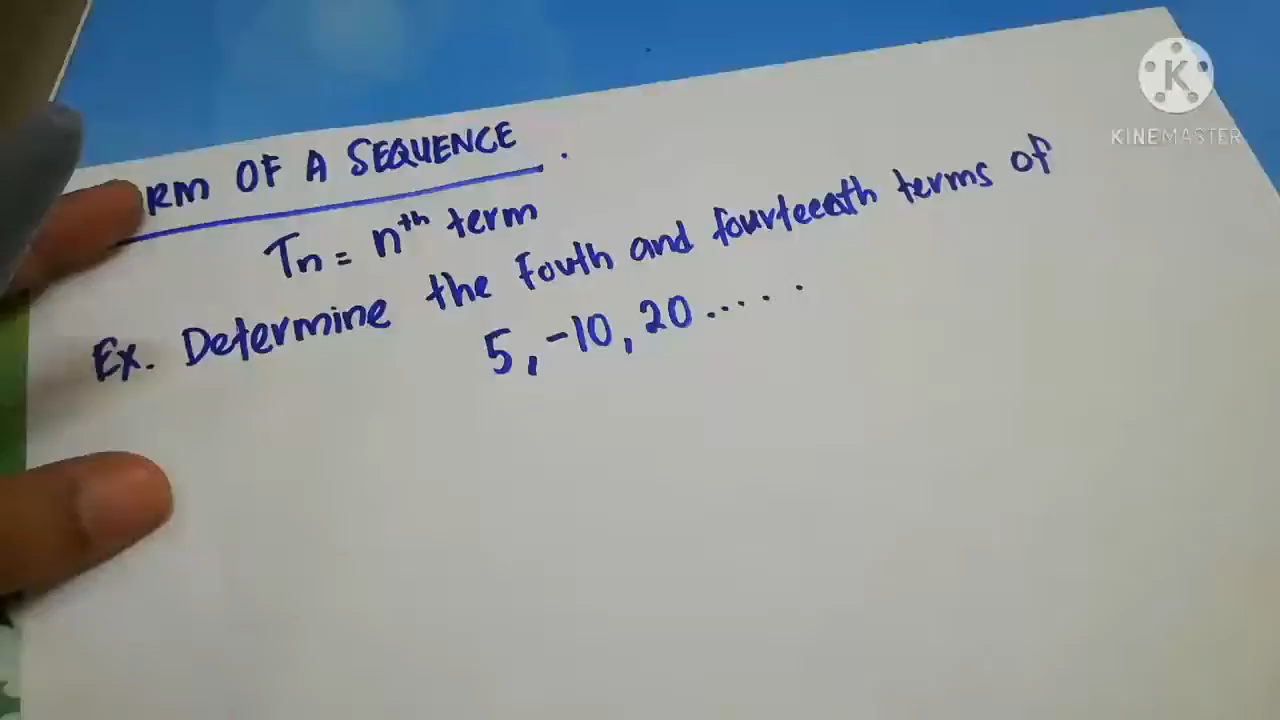 RM OF A SEQUENCE .
Tn = nth term
Ex. Determine the Fouth and fourteeath terms of
5, -10, 20 .....
K
KINEMASTER